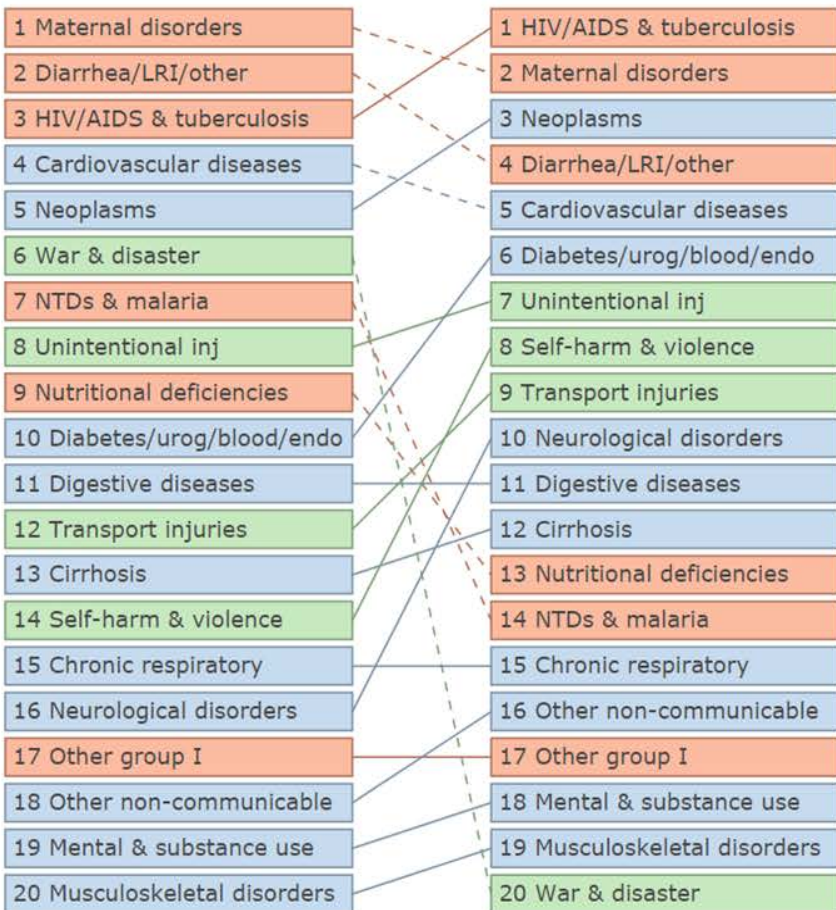 1 Maternal disorders
2 Diarrhea/LRI/other
3 HIV/AIDS & tuberculosis
4 Cardiovascular diseases
5 Neoplasms
6 War & disaster
7 NTDs & malaria
8 Unintentional inj
9 Nutritional deficiencies
10 Diabetes/urog/blood/endo
11 Digestive diseases
12 Transport injuries
13 Cirrhosis
14 Self-harm & violence
15 Chronic respiratory
16 Neurological disorders
17 Other group I
18 Other non-communicable
19 Mental & substance use
20 Musculoskeletal disorders
1 HIV/AIDS & tuberculosis
2 Maternal disorders
3 Neoplasms
4 Diarrhea/LRI/other
5 Cardiovascular diseases
6 Diabetes/urog/blood/endo
7 Unintentional inj
8 Self-harm & violence
9 Transport injuries
10 Neurological disorders
11 Digestive diseases
12 Cirrhosis
13 Nutritional deficiencies
14 NTDs & malaria
15 Chronic respiratory
16 Other non-communicable
17 Other group I
18 Mental & substance use
19 Musculoskeletal disorders
20 War & disaster